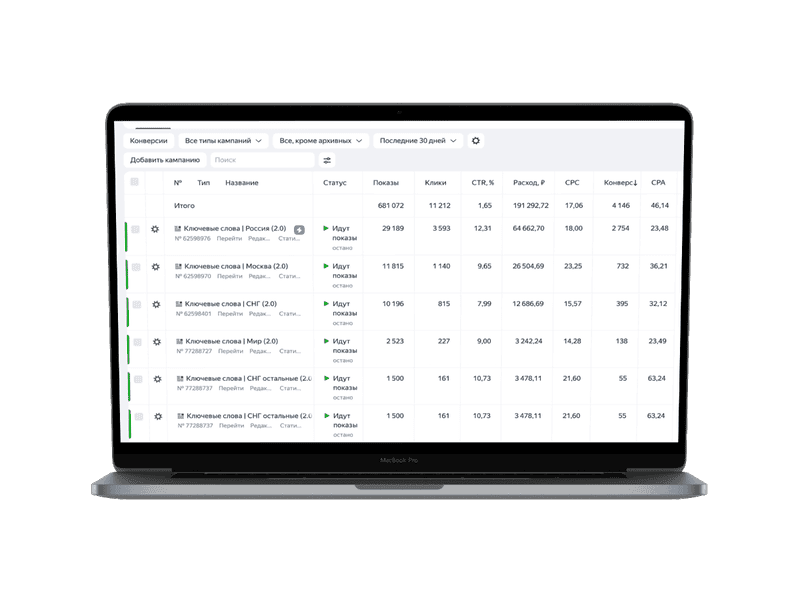 Конверсии Все типы кампаний Все, кроме архивных Последние 30 дней
Добавить кампанию Поиск
№ Тип Название Статус Показы Клики CTR, % Расход, ₽ CPC Конверс↓ CPA
Итого 681 072 11 212 1,65 191 292,72 17,06 4 146 46,14
Ключевые слова | Россия (2.0) Идут показы 29 189 3 593 12,31 64 662,70 18,00 2 754 23,48
№ 62598976 Перейти Редак... Стати... остано
Ключевые слова | Москва (2.0) Идут показы 11 815 1 140 9,65 26 504,69 23,25 732 36,21
№ 62598970 Перейти Редак... Стати... остано
Ключевые слова | СНГ (2.0) Идут показы 10 196 815 7,99 12 686,69 15,57 395 32,12
№ 62598401 Перейти Редак... Стати... остано
Ключевые слова | Мир (2.0) Идут показы 2 523 227 9,00 3 242,24 14,28 138 23,49
№ 77288727 Перейти Редак... Стати... остано
Ключевые слова | СНГ остальные (2.0 Идут показы 1 500 161 10,73 3 478,11 21,60 55 63,24
№ 77288737 Перейти Редак... Стати... остано
Ключевые слова | СНГ остальные (2.0 Идут показы 1 500 161 10,73 3 478,11 21,60 55 63,24
№ 77288737 Перейти Редак... Стати... остано
MacBook Pro